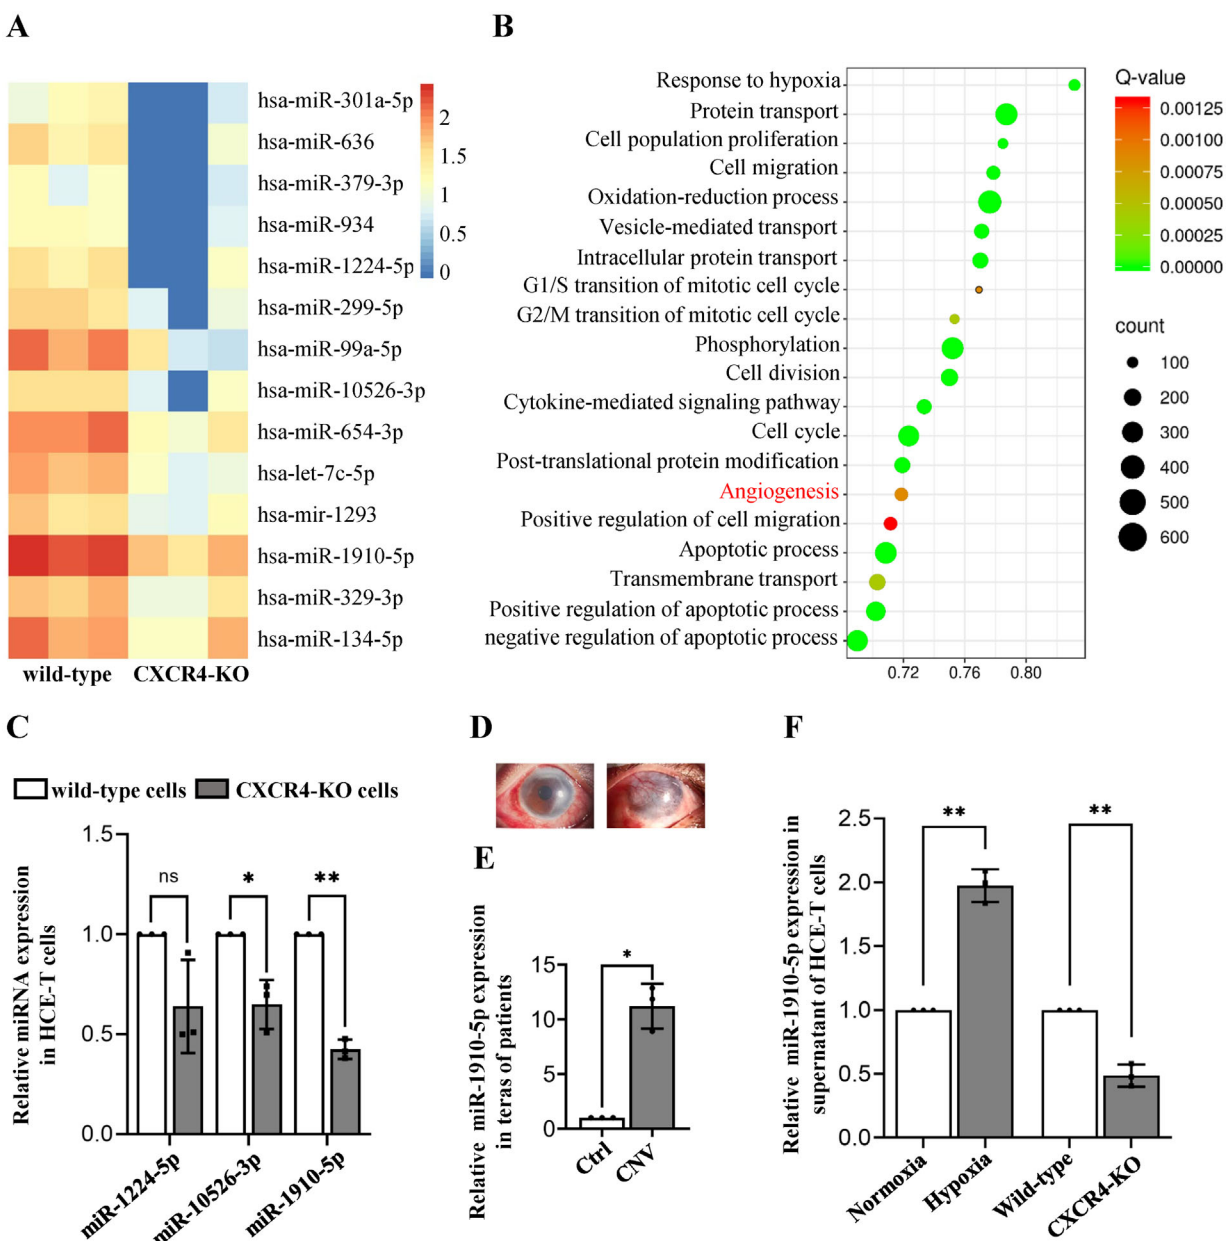 A
hsa-miR-301a-5p
hsa-miR-636
hsa-miR-379-3p
hsa-miR-934
hsa-miR-1224-5p
hsa-miR-299-5p
hsa-miR-99a-5p
hsa-miR-10526-3p
hsa-miR-654-3p
hsa-let-7c-5p
hsa-mir-1293
hsa-miR-1910-5p
hsa-miR-329-3p
hsa-miR-134-5p
2
1.5
1
0.5
0
wild-type CXCR4-KO
B
Response to hypoxia
Protein transport
Cell population proliferation
Cell migration
Oxidation-reduction process
Vesicle-mediated transport
Intracellular protein transport
G1/S transition of mitotic cell cycle
G2/M transition of mitotic cell cycle
Phosphorylation
Cell division
Cytokine-mediated signaling pathway
Cell cycle
Post-translational protein modification
Angiogenesis
Positive regulation of cell migration
Apoptotic process
Transmembrane transport
Positive regulation of apoptotic process
negative regulation of apoptotic process
0.72 0.76 0.80
Q-value
0.00125
0.00100
0.00075
0.00050
0.00025
0.00000
count
100
200
300
400
500
600
C
wild-type cells CXCR4-KO cells
Relative miRNA expression
in HCE-T cells
1.5
1.0
0.5
0.0
ns * **
miR-1224-5p
miR-10526-3p
miR-1910-5p
D
E
Relative miR-1910-5p expression
in teras of patients
15
10
5
0
*
Ctrl
CNV
F
Relative miR-1910-5p expression in
supernatant of HCE-T cells
2.5
2.0
1.5
1.0
0.5
0.0
** **
Normoxia
Hypoxia
Wild-type
CXCR4-KO